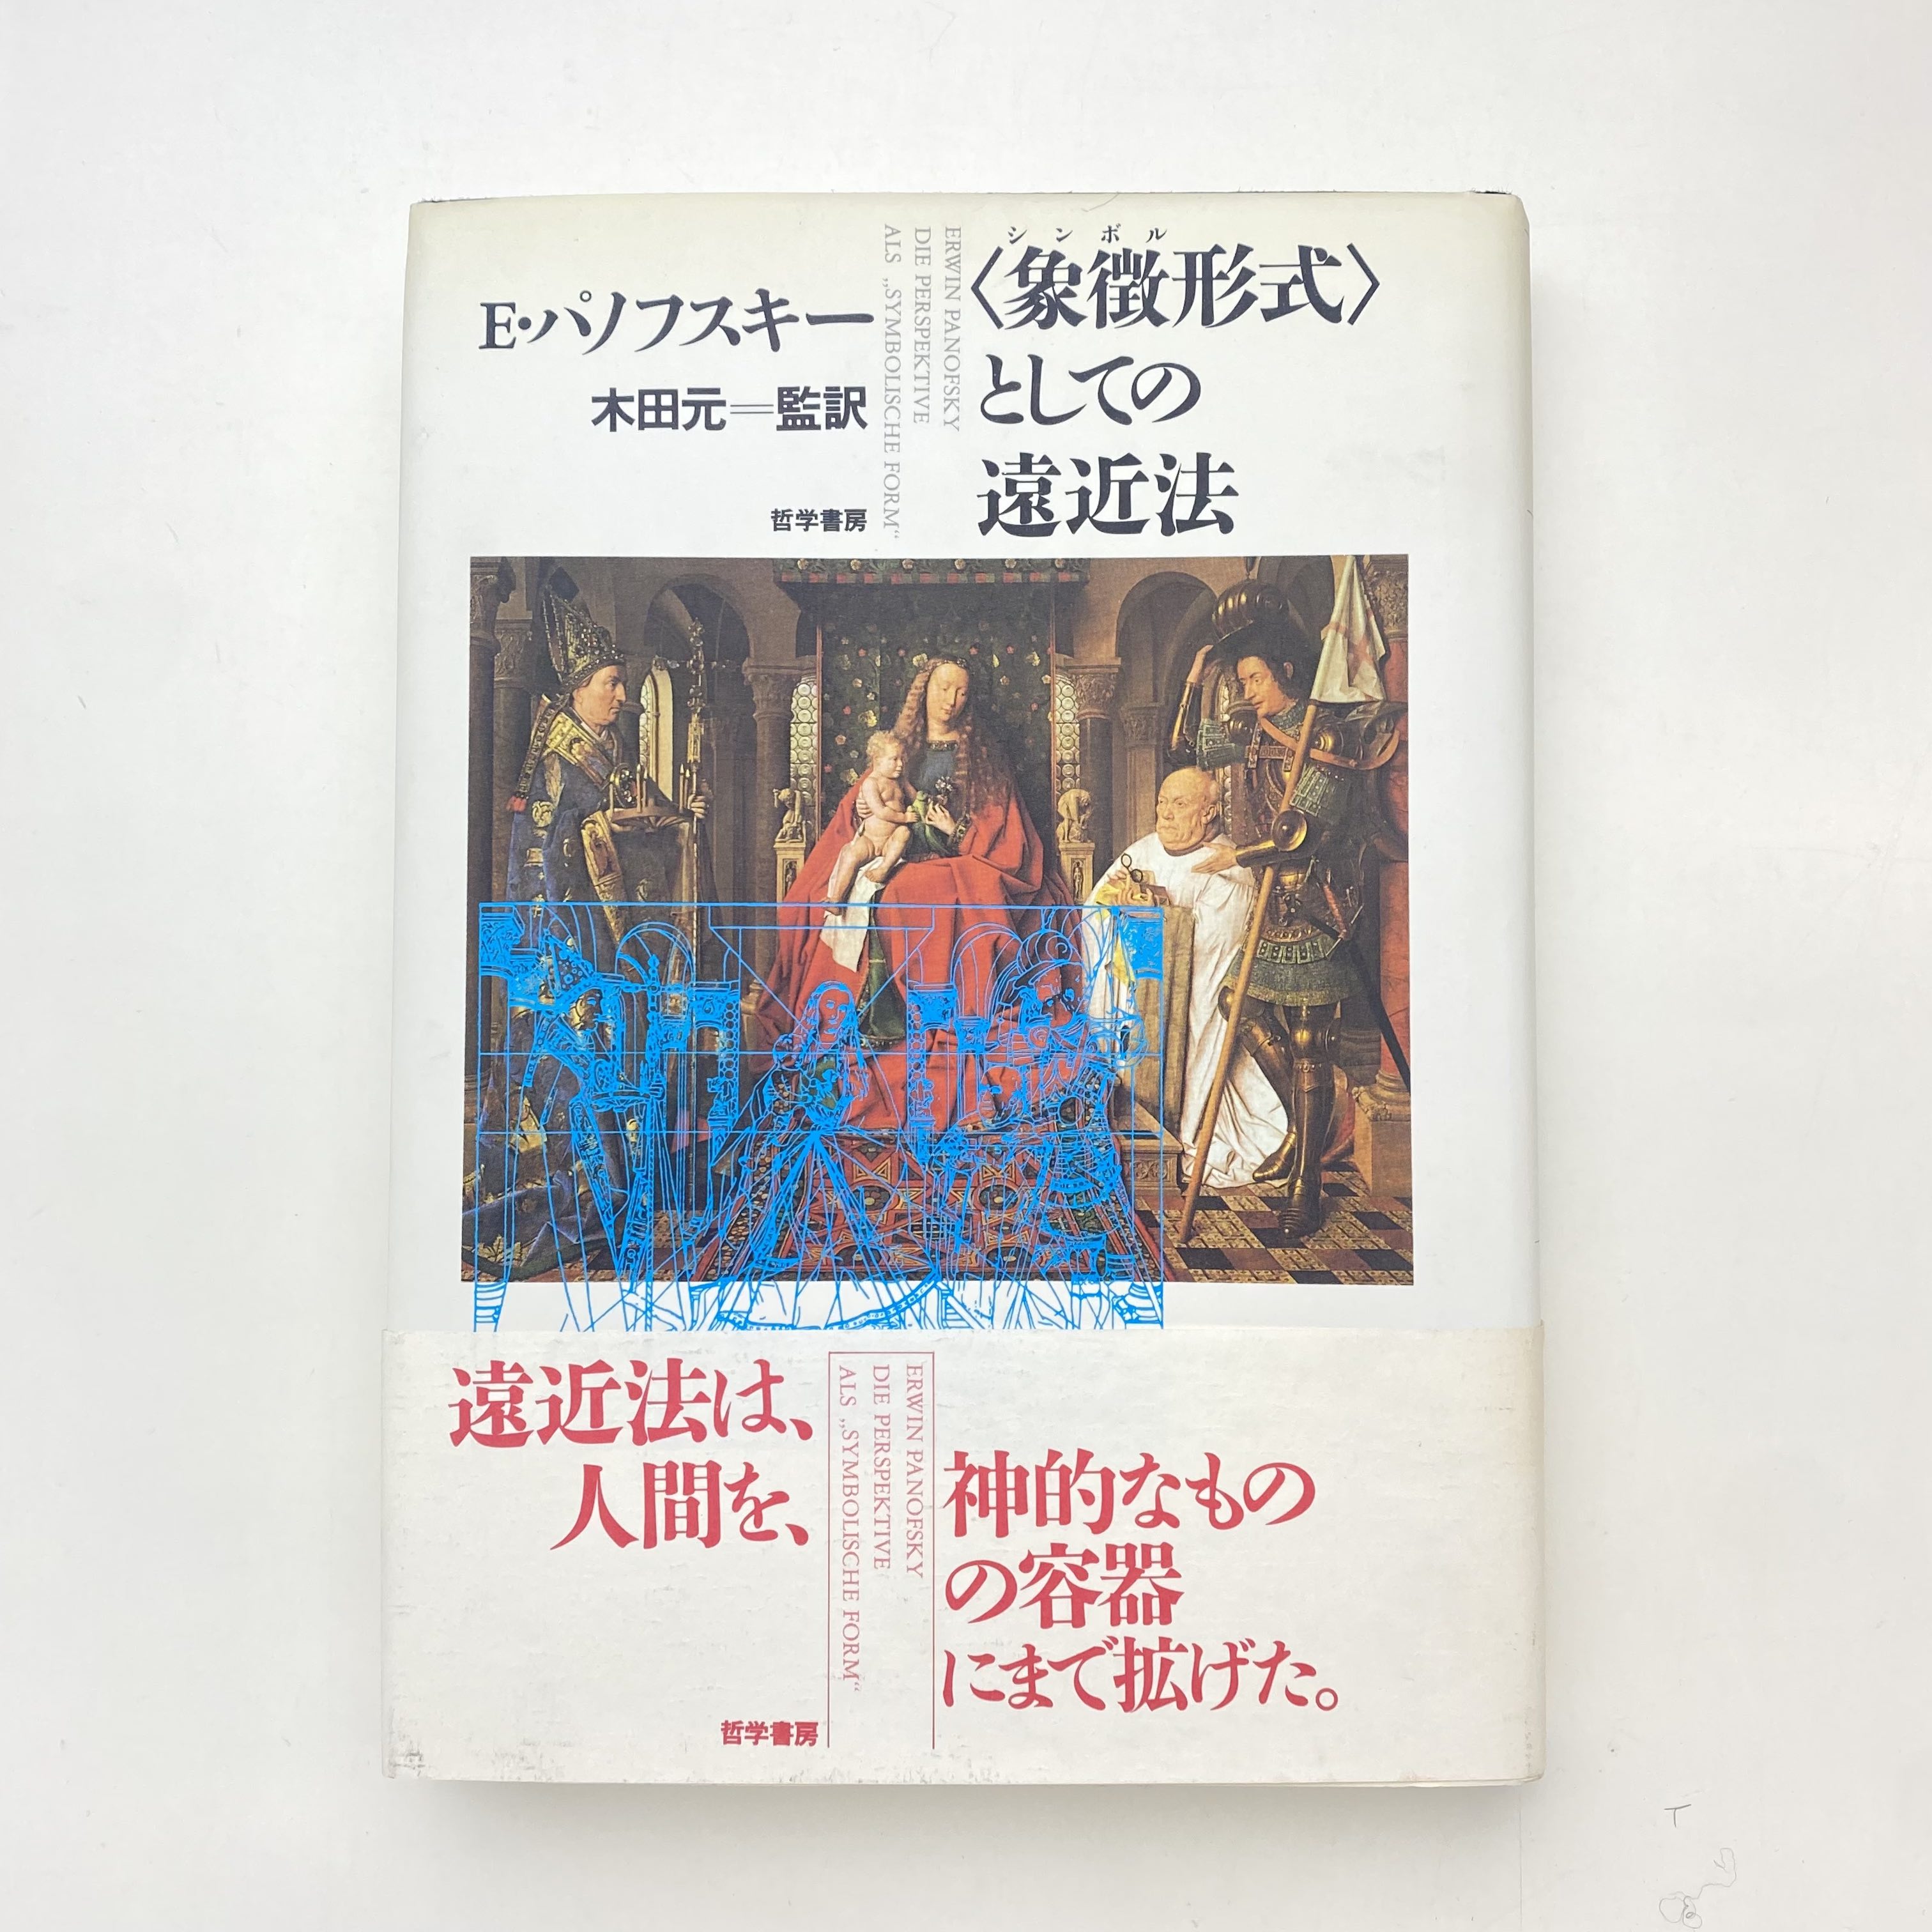 シンボル
〈象徴形式〉
としての
遠近法
ERWIN PANOFSKY
DIE PERSPEKTIVE
ALS „SYMBOLISCHE FORM“
E・パノフスキー
木田元＝監訳
哲学書房
遠近法は、
人間を、
ERWIN PANOFSKY
DIE PERSPEKTIVE
ALS „SYMBOLISCHE FORM“
神的なもの
の容器
にまで拡げた。
哲学書房